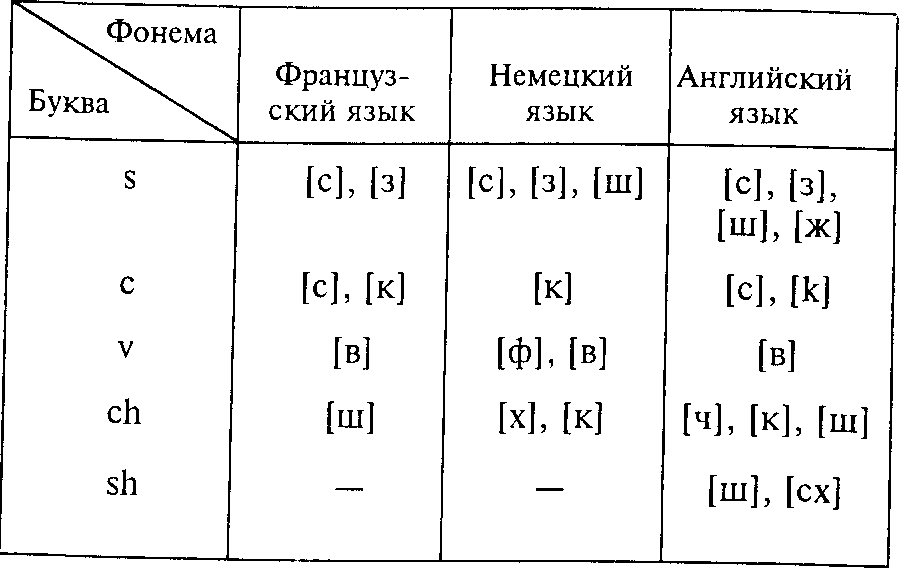 Фонема
Буква
Француз-
ский язык
Немецкий
язык
Английский
язык
s [с], [з] [с], [з], [ш] [с], [з],
[ш], [ж]
c [с], [к] [к] [с], [k]
v [в] [ф], [в] [в]
ch [ш] [х], [к] [ч], [к], [ш]
sh — — [ш], [сх]